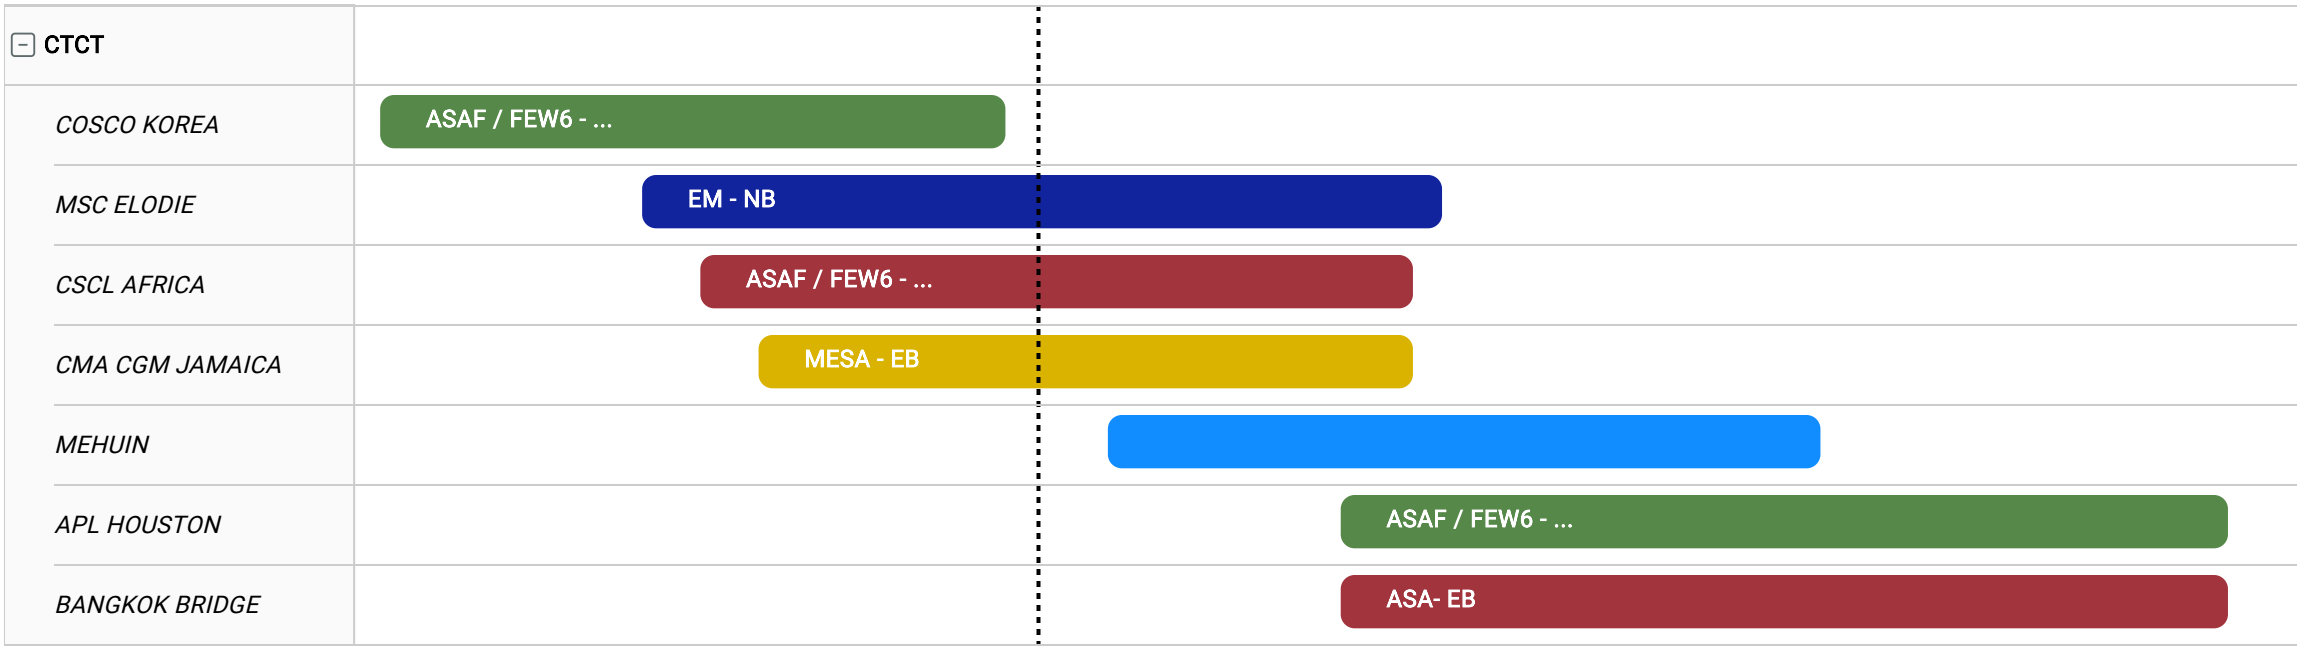 CTCT
COSCO KOREA
ASAF / FEW6 - ...
MSC ELODIE
EM - NB
CSCL AFRICA
ASAF / FEW6 - ...
CMA CGM JAMAICA
MESA - EB
MEHUIN
APL HOUSTON
ASAF / FEW6 - ...
BANGKOK BRIDGE
ASA- EB